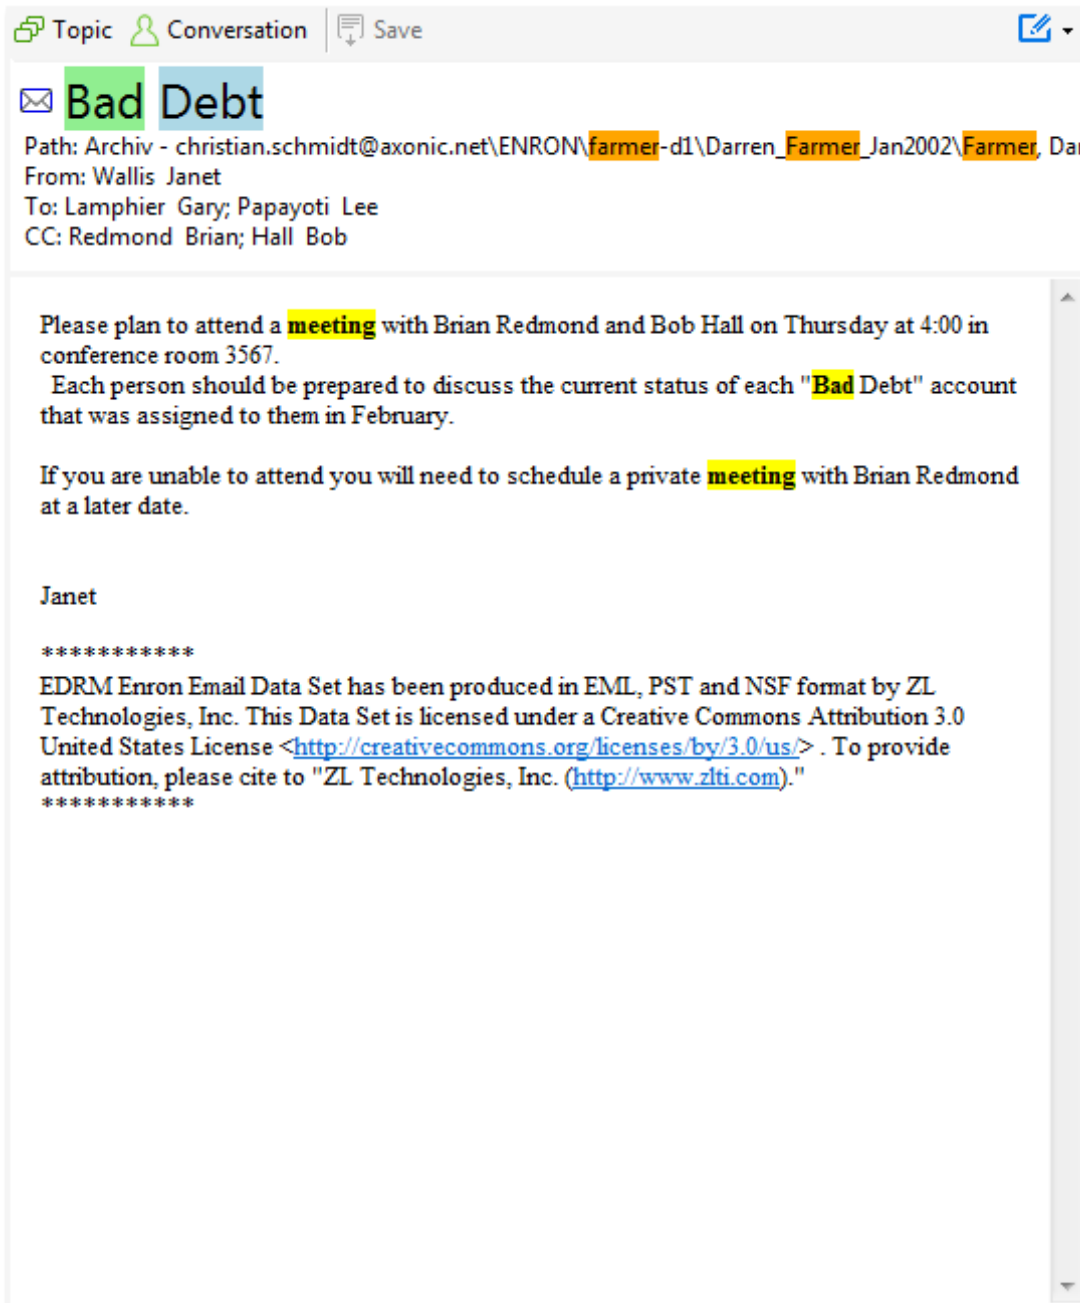 Topic Conversation Save
Bad Debt
Path: Archiv - christian.schmidt@axonic.net\ENRON\farmer-d1\Darren_Farmer_Jan2002\Farmer, Dar
From: Wallis Janet
To: Lamphier Gary; Papayoti Lee
CC: Redmond Brian; Hall Bob
Please plan to attend a meeting with Brian Redmond and Bob Hall on Thursday at 4:00 in
conference room 3567.
Each person should be prepared to discuss the current status of each "Bad Debt" account
that was assigned to them in February.
If you are unable to attend you will need to schedule a private meeting with Brian Redmond
at a later date.
Janet
***********
EDRM Enron Email Data Set has been produced in EML, PST and NSF format by ZL
Technologies, Inc. This Data Set is licensed under a Creative Commons Attribution 3.0
United States License <http://creativecommons.org/licenses/by/3.0/us/> . To provide
attribution, please cite to "ZL Technologies, Inc. (http://www.zlti.com)."
***********